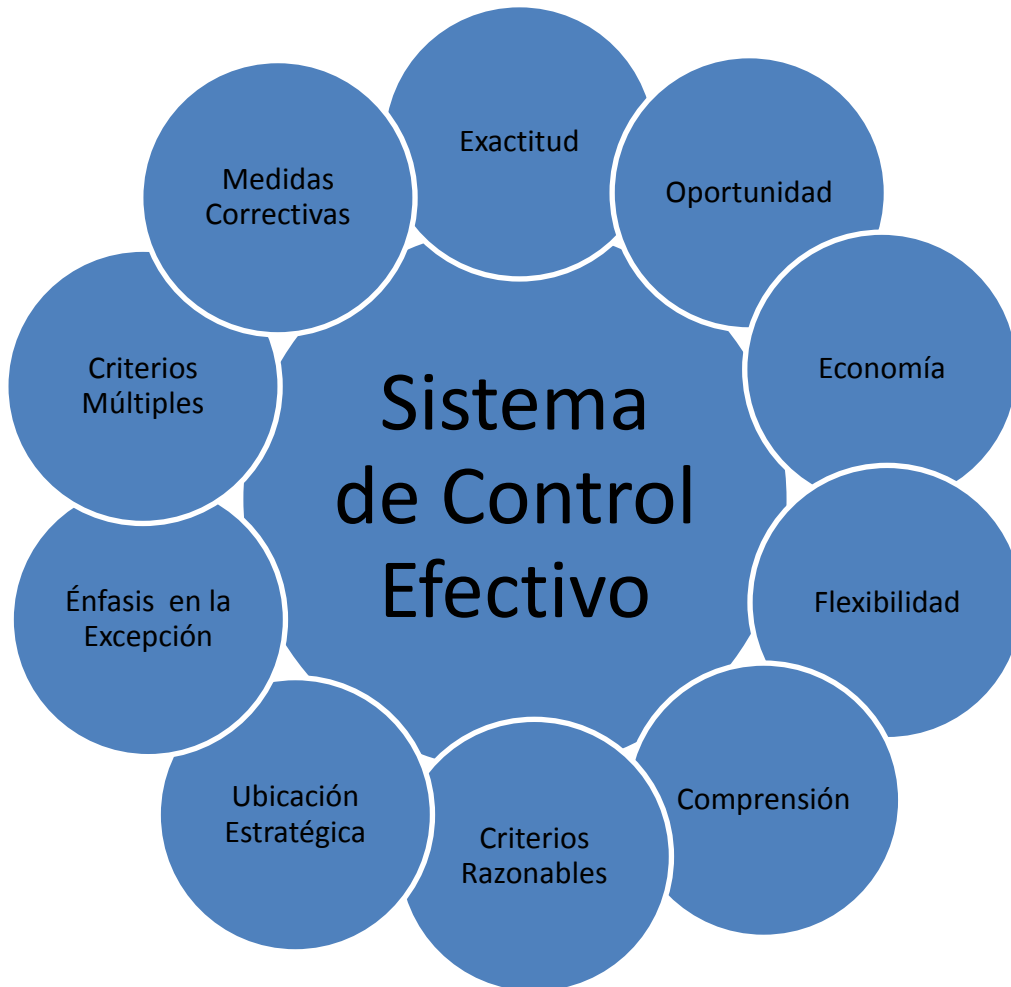 Sistema
de Control
Efectivo
Exactitud
Oportunidad
Economía
Flexibilidad
Comprensión
Criterios
Razonables
Ubicación
Estratégica
Énfasis  en la
Excepción
Criterios
Múltiples
Medidas
Correctivas